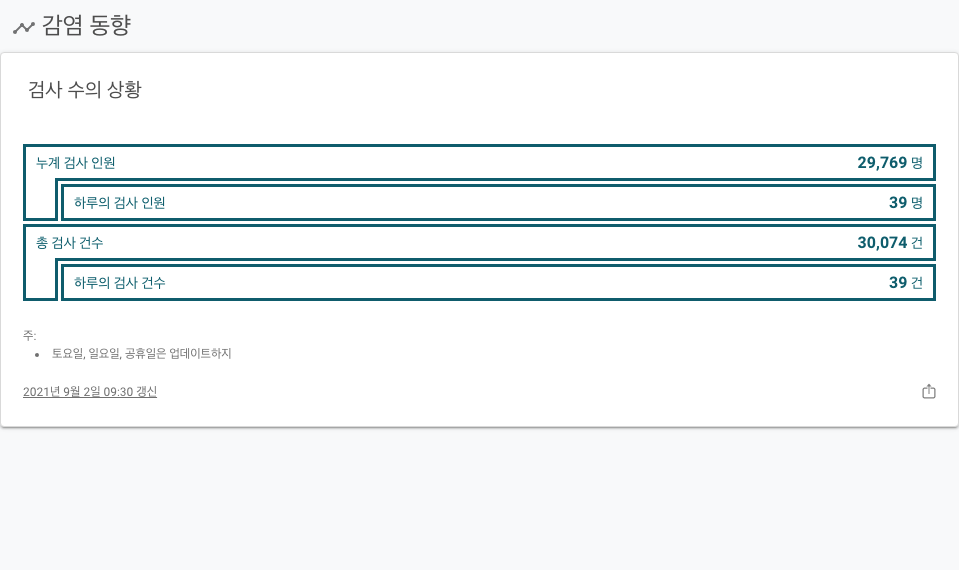 감염 동향
검사 수의 상황
누계 검사 인원 29,769 명
하루의 검사 인원 39 명
총 검사 건수 30,074 건
하루의 검사 건수 39 건
주:
• 토요일, 일요일, 공휴일은 업데이트하지
2021년 9월 2일 09:30 갱신